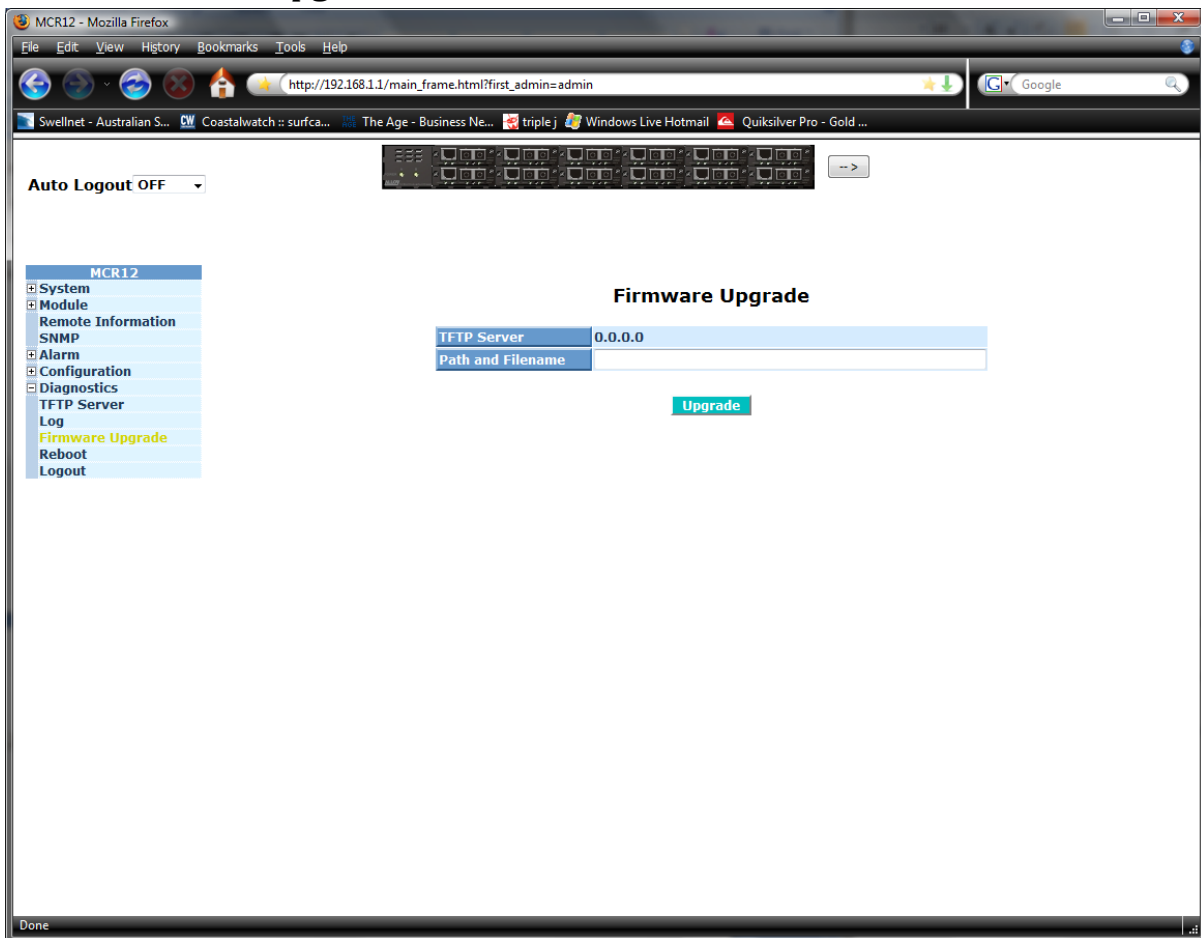 MCR12 - Mozilla Firefox
File Edit View History Bookmarks Tools Help
http://192.168.1.1/main_frame.html?first_admin=admin
Google
Swellnet - Australian S... CW Coastalwatch :: surfca... The Age - Business Ne... triple j Windows Live Hotmail Quiksilver Pro - Gold ...
Auto Logout OFF
-->
MCR12
System
Module
Remote Information
SNMP
Alarm
Configuration
Diagnostics
TFTP Server
Log
Firmware Upgrade
Reboot
Logout
Firmware Upgrade
TFTP Server 0.0.0.0
Path and Filename
Upgrade
Done